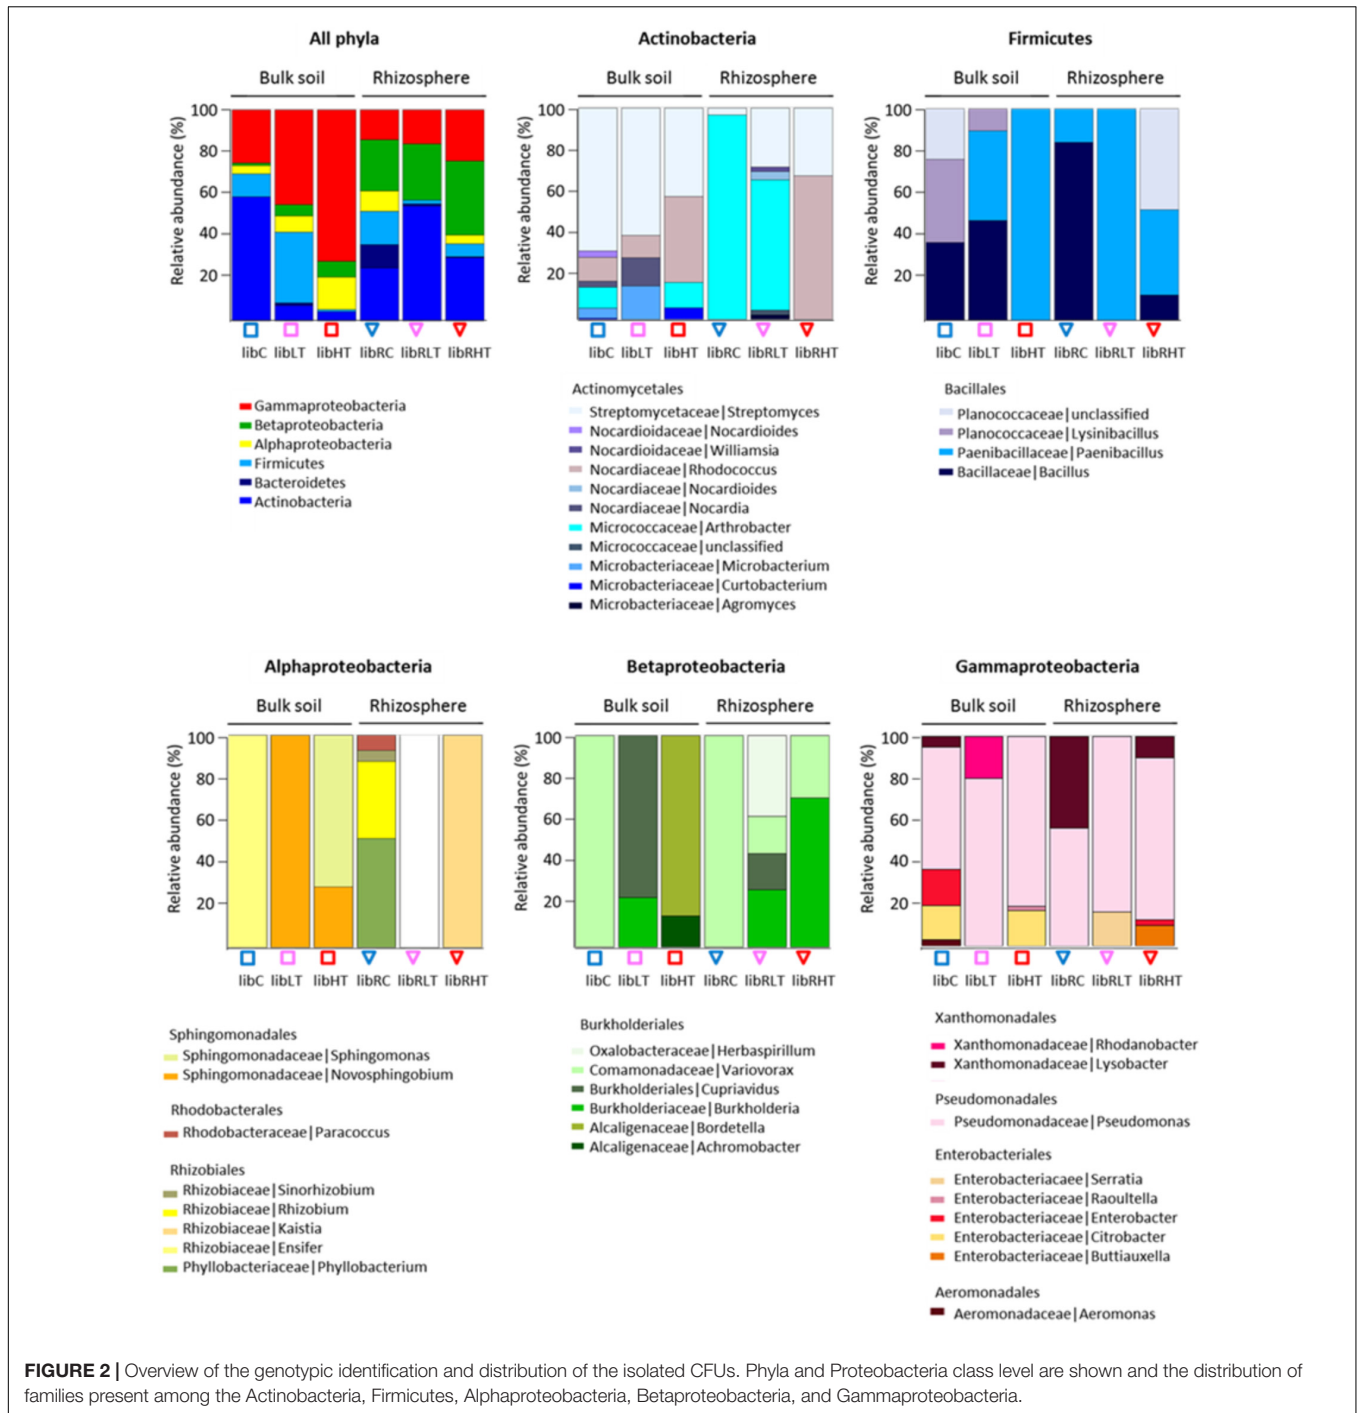 All phyla
Bulk soil Rhizosphere
Relative abundance (%)
100
80
60
40
20
libC libLT libHT libRC libRLT libRHT
Gammaproteobacteria
Betaproteobacteria
Alphaproteobacteria
Firmicutes
Bacteroidetes
Actinobacteria
Actinobacteria
Bulk soil Rhizosphere
Relative abundance (%)
100
80
60
40
20
libC libLT libHT libRC libRLT libRHT
Actinomycetales
Streptomycetaceae|Streptomyces
Nocardioidaceae|Nocardioides
Nocardioidaceae|Williamsia
Nocardiaceae|Rhodococcus
Nocardiaceae|Nocardioides
Nocardiaceae|Nocardia
Micrococcaceae|Arthrobacter
Micrococcaceae|unclassified
Microbacteriaceae|Microbacterium
Microbacteriaceae|Curtobacterium
Microbacteriaceae|Agromyces
Firmicutes
Bulk soil Rhizosphere
Relative abundance (%)
100
80
60
40
20
libC libLT libHT libRC libRLT libRHT
Bacillales
Planococcaceae|unclassified
Planococcaceae|Lysinibacillus
Paenibacillaceae|Paenibacillus
Bacillaceae|Bacillus
Alphaproteobacteria
Bulk soil Rhizosphere
Relative abundance (%)
100
80
60
40
20
libC libLT libHT libRC libRLT libRHT
Sphingomonadales
Sphingomonadaceae|Sphingomonas
Sphingomonadaceae|Novosphingobium
Rhodobacterales
Rhodobacteraceae|Paracoccus
Rhizobiales
Rhizobiaceae|Sinorhizobium
Rhizobiaceae|Rhizobium
Rhizobiaceae|Kaistia
Rhizobiaceae|Ensifer
Phyllobacteriaceae|Phyllobacterium
Betaproteobacteria
Bulk soil Rhizosphere
Relative abundance (%)
100
80
60
40
20
libC libLT libHT libRC libRLT libRHT
Burkholderiales
Oxalobacteraceae|Herbaspirillum
Comamonadaceae|Variovorax
Burkholderiales|Cupriavidus
Burkholderiaceae|Burkholderia
Alcaligenaceae|Bordetella
Alcaligenaceae|Achromobacter
Gammaproteobacteria
Bulk soil Rhizosphere
Relative abundance (%)
100
80
60
40
20
libC libLT libHT libRC libRLT libRHT
Xanthomonadales
Xanthomonadaceae|Rhodanobacter
Xanthomonadaceae|Lysobacter
Pseudomonadales
Pseudomonadaceae|Pseudomonas
Enterobacteriales
Enterobacteriacaee|Serratia
Enterobacteriaceae|Raoultella
Enterobacteriaceae|Enterobacter
Enterobacteriaceae|Citrobacter
Enterobacteriaceae|Buttiauxella
Aeromonadales
Aeromonadaceae|Aeromonas
FIGURE 2 | Overview of the genotypic identification and distribution of the isolated CFUs. Phyla and Proteobacteria class level are shown and the distribution of
families present among the Actinobacteria, Firmicutes, Alphaproteobacteria, Betaproteobacteria, and Gammaproteobacteria.